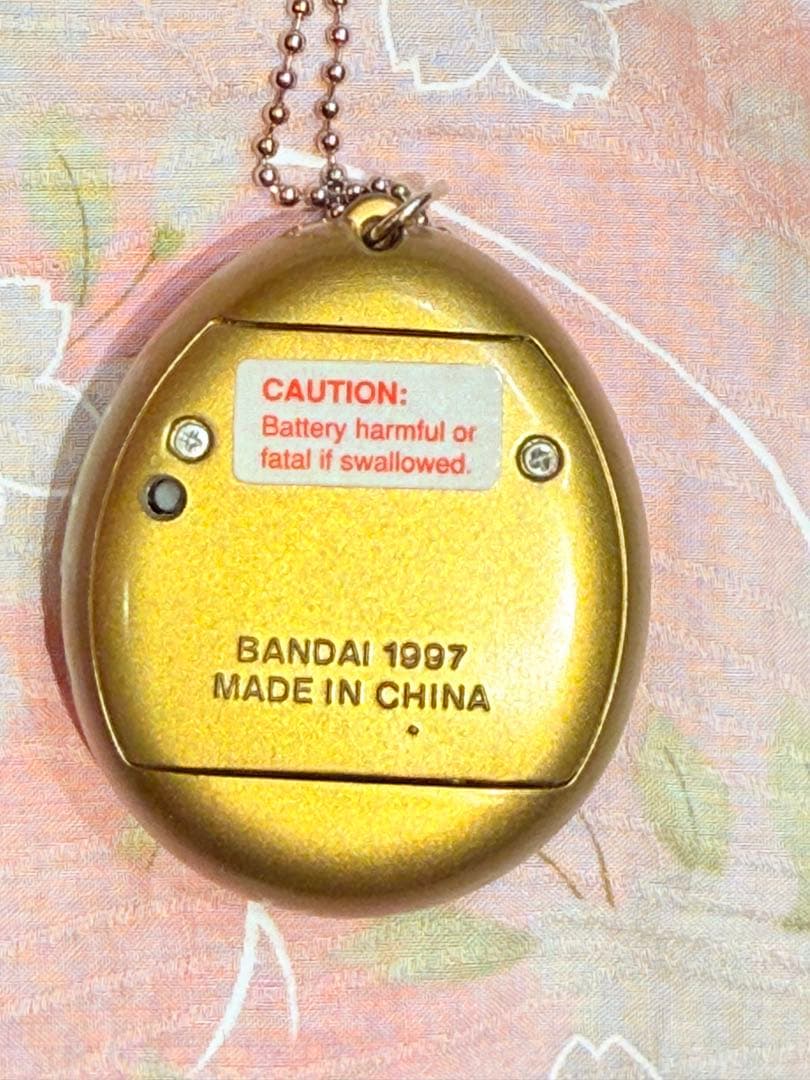 CAUTION:
Battery harmful or
fatal if swallowed.
BANDAI 1997
MADE IN CHINA